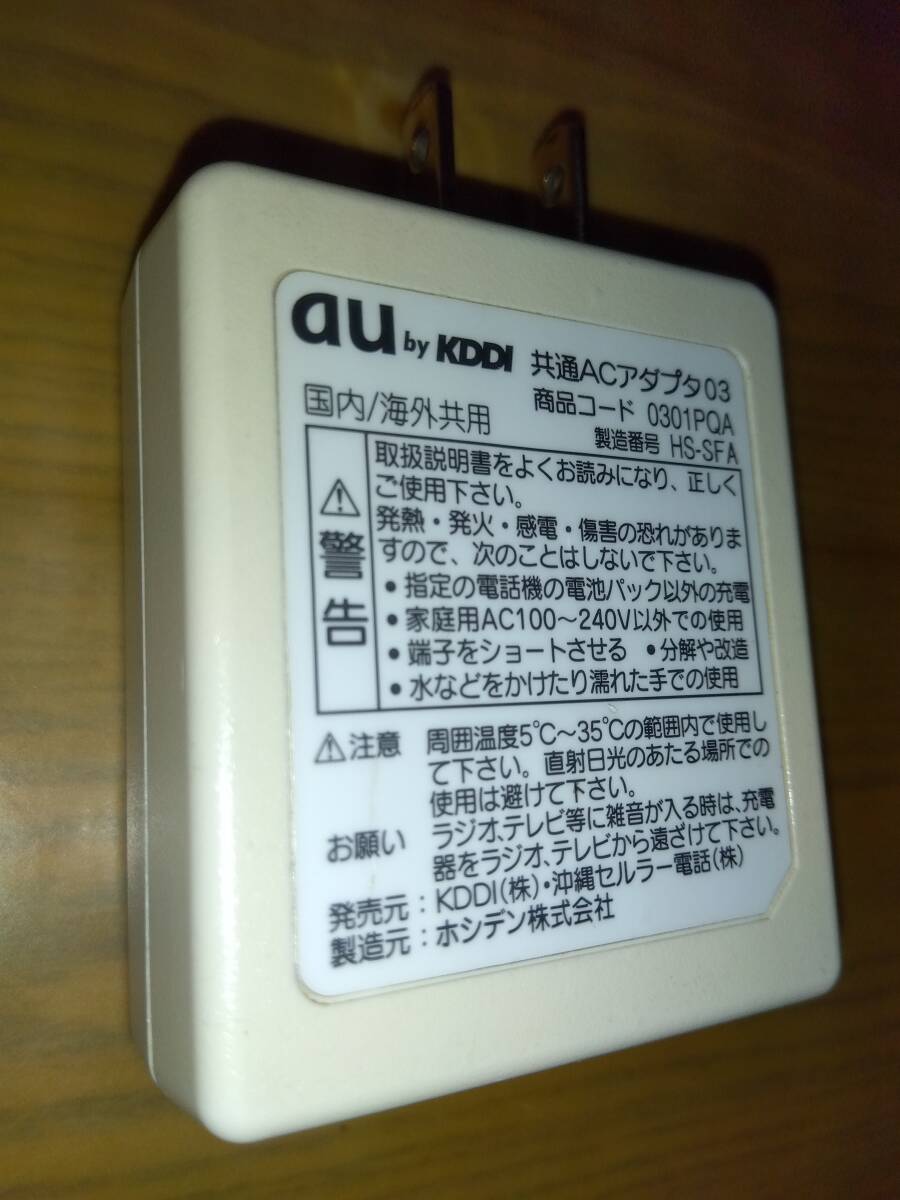 au by KDDI 共通ACアダプタ03
商品コード 0301PQA
国内/海外共用
製造番号 HS-SFA
⚠警告
取扱説明書をよくお読みになり、正しく
ご使用下さい。
発熱・発火・感電・傷害の恐れがありま
すので、次のことはしないで下さい。
•指定の電話機の電池パック以外の充電
•家庭用AC100～240V以外での使用
•端子をショートさせる •分解や改造
•水などをかけたり濡れた手での使用
⚠注意 周囲温度5℃～35℃の範囲内で使用し
て下さい。直射日光のあたる場所での
使用は避けて下さい。
お願い ラジオ、テレビ等に雑音が入る時は、充電
器をラジオ、テレビから遠ざけて下さい。
発売元：KDDI(株)・沖縄セルラー電話(株)
製造元：ホシデン株式会社